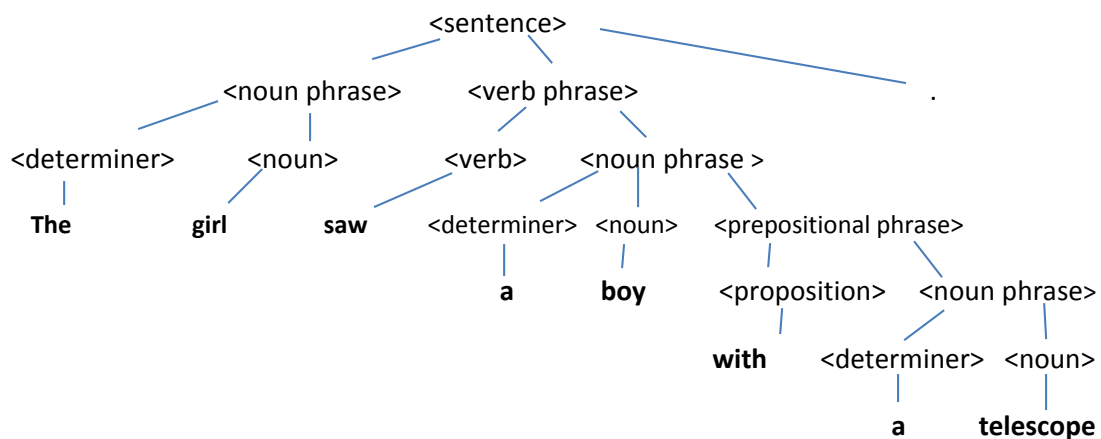 <sentence>
<noun phrase> <verb phrase> .
<determiner> <noun> <verb> <noun phrase >
The girl saw <determiner> <noun> <prepositional phrase>
a boy <proposition> <noun phrase>
with <determiner> <noun>
a telescope